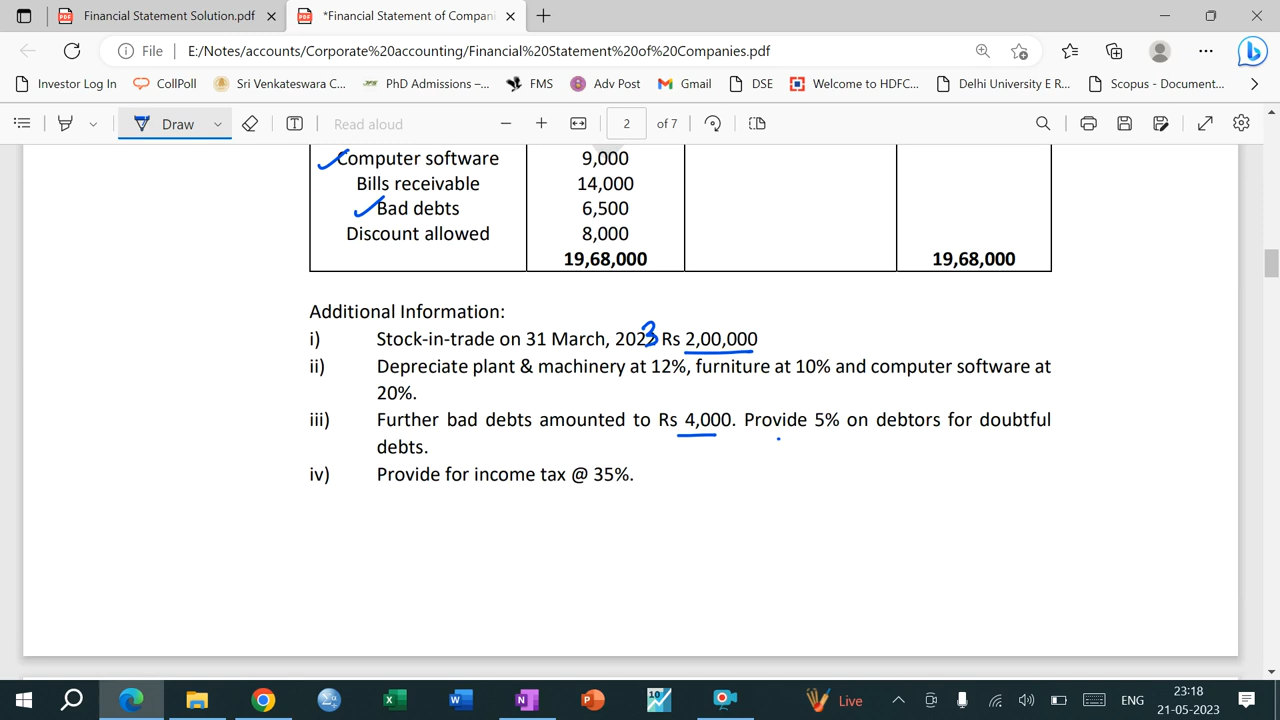 Financial Statement Solution.pdf
*Financial Statement of Compani
File E:/Notes/accounts/Corporate%20accounting/Financial%20Statement%20of%20Companies.pdf
Investor Log In CollPoll Sri Venkateswara C... PhD Admissions –... FMS Adv Post Gmail DSE Welcome to HDFC... Delhi University E R... Scopus - Document...
Draw Read aloud 2 of 7
Computer software 9,000
Bills receivable 14,000
Bad debts 6,500
Discount allowed 8,000
19,68,000 19,68,000
Additional Information:
i) Stock-in-trade on 31 March, 2023 Rs 2,00,000
ii) Depreciate plant & machinery at 12%, furniture at 10% and computer software at
20%.
iii) Further bad debts amounted to Rs 4,000. Provide 5% on debtors for doubtful
debts.
iv) Provide for income tax @ 35%.
Live ENG 23:18
21-05-2023